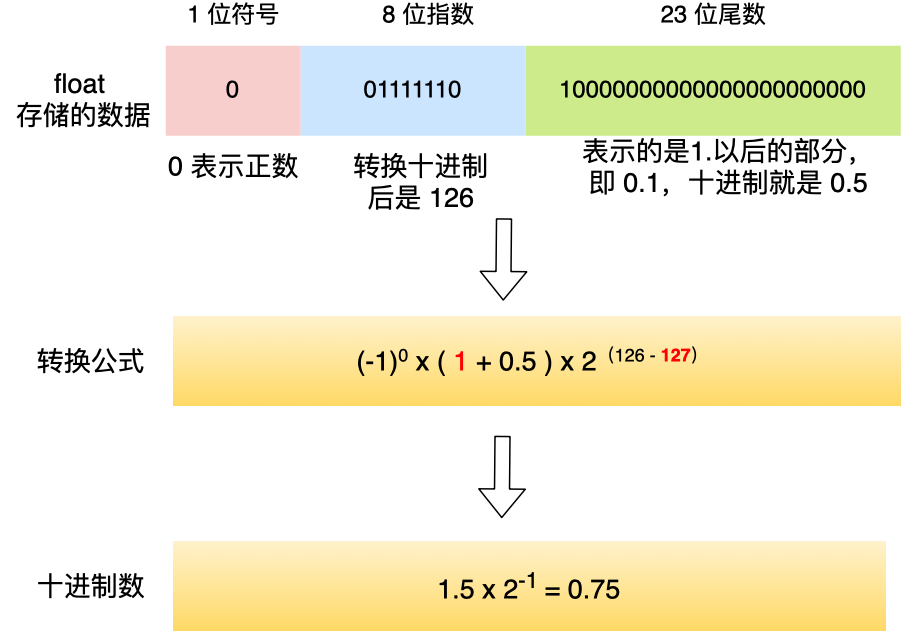 1 位符号
8 位指数
23 位尾数
float
存储的数据
0
01111110
10000000000000000000000
0 表示正数
转换十进制
后是 126
表示的是1.以后的部分，
即 0.1，十进制就是 0.5
转换公式
(-1)⁰ x ( 1 + 0.5 ) x 2 ⁽¹²⁶ ⁻ ¹²⁷⁾
十进制数
1.5 x 2⁻¹ = 0.75